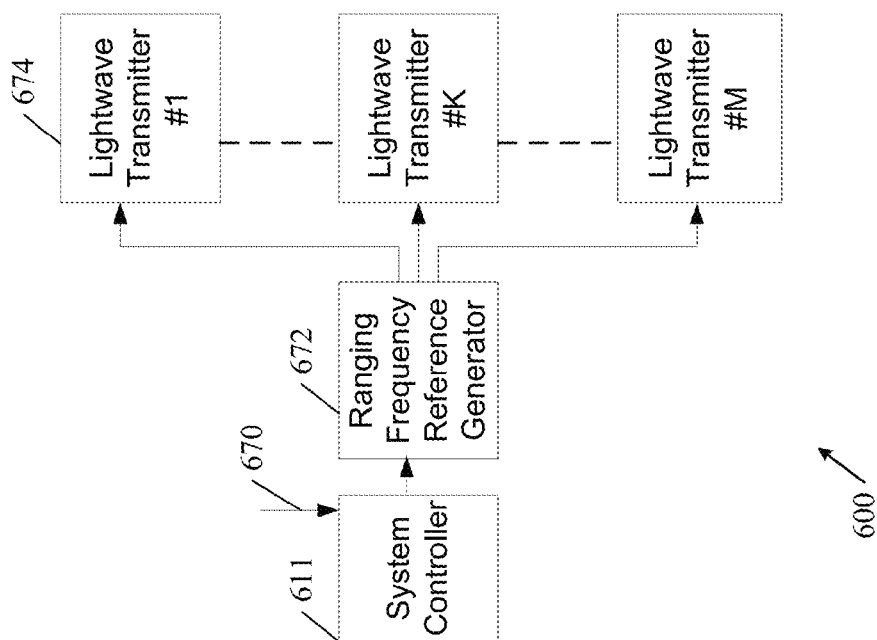 674
Lightwave
Transmitter
#1
Lightwave
Transmitter
#K
Lightwave
Transmitter
#M
672
Ranging
Frequency
Reference
Generator
670
611
System
Controller
600